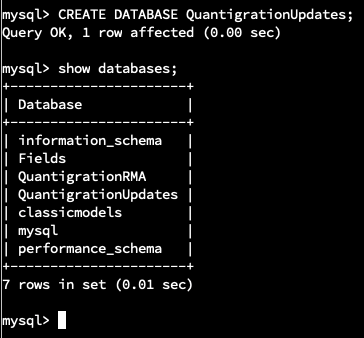 mysql> CREATE DATABASE QuantigrationUpdates;
Query OK, 1 row affected (0.00 sec)
mysql> show databases;
+----------------------+
| Database             |
+----------------------+
| information_schema   |
| Fields               |
| QuantigrationRMA     |
| QuantigrationUpdates |
| classicmodels        |
| mysql                |
| performance_schema   |
+----------------------+
7 rows in set (0.01 sec)
mysql>